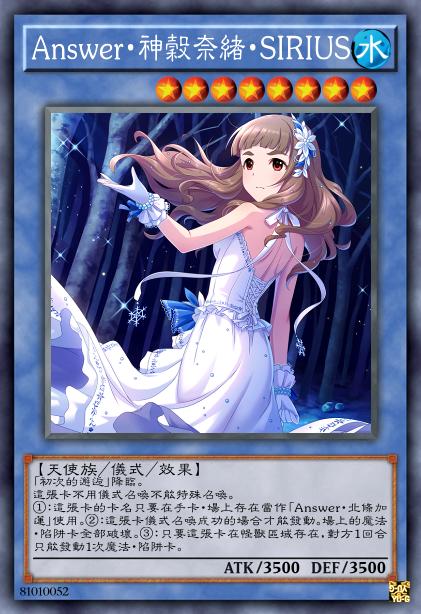 Answer·神穀奈緒·SIRIUS 水
【天使族/儀式/效果】
「初次的邂逅」降臨。
這張卡不用儀式召喚不能特殊召喚。
①：這張卡的卡名只要在手卡·場上存在當作「Answer·北條加
蓮」使用。②：這張卡儀式召喚成功的場合才能發動。場上的魔法
·陷阱卡全部破壞。③：只要這張卡在怪獸區域存在，對方1回合
只能發動1次魔法·陷阱卡。
ATK/3500 DEF/3500
81010052